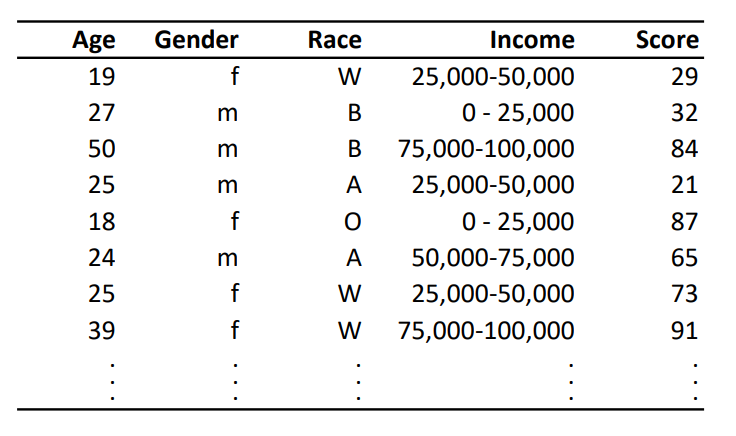 Age Gender Race Income Score
19 f W 25,000-50,000 29
27 m B 0 - 25,000 32
50 m B 75,000-100,000 84
25 m A 25,000-50,000 21
18 f O 0 - 25,000 87
24 m A 50,000-75,000 65
25 f W 25,000-50,000 73
39 f W 75,000-100,000 91
. . . . .
. . . . .
. . . . .